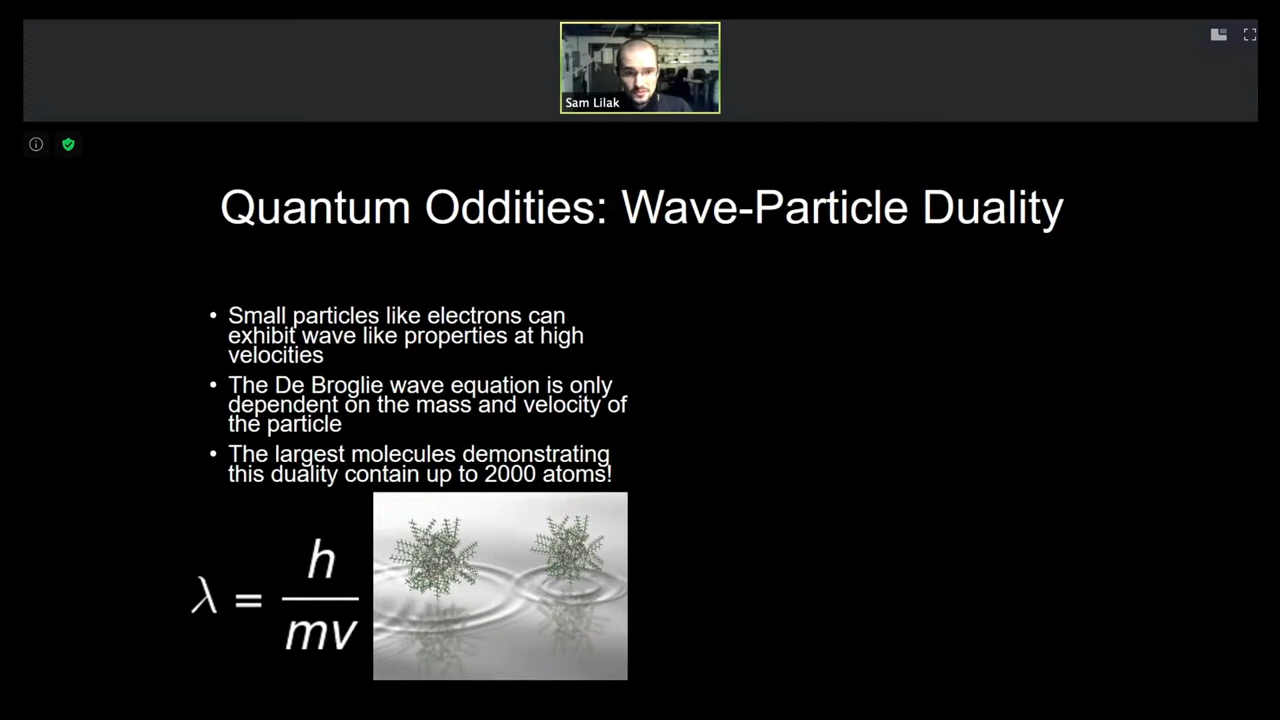 Sam Lilak
Quantum Oddities: Wave-Particle Duality
• Small particles like electrons can
exhibit wave like properties at high
velocities
• The De Broglie wave equation is only
dependent on the mass and velocity of
the particle
• The largest molecules demonstrating
this duality contain up to 2000 atoms!
λ = h
mv